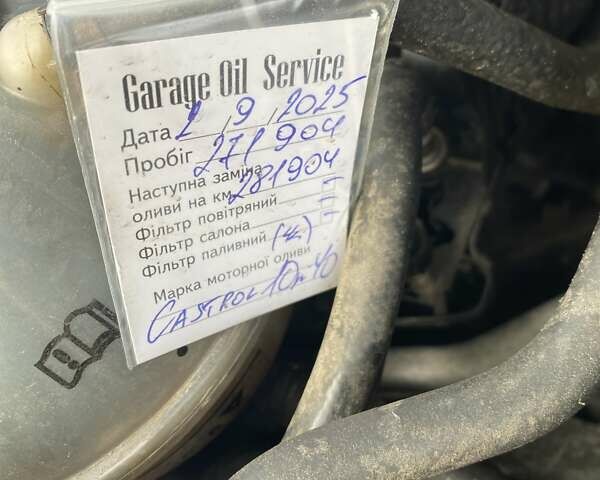 Garage Oil Service
Дата 2, 9, 2025
Пробіг 271904
Наступна заміна
оливи на км 281904
Фільтр повітряний
Фільтр салона
Фільтр паливний
Марка моторної оливи
CASTROL 10w40